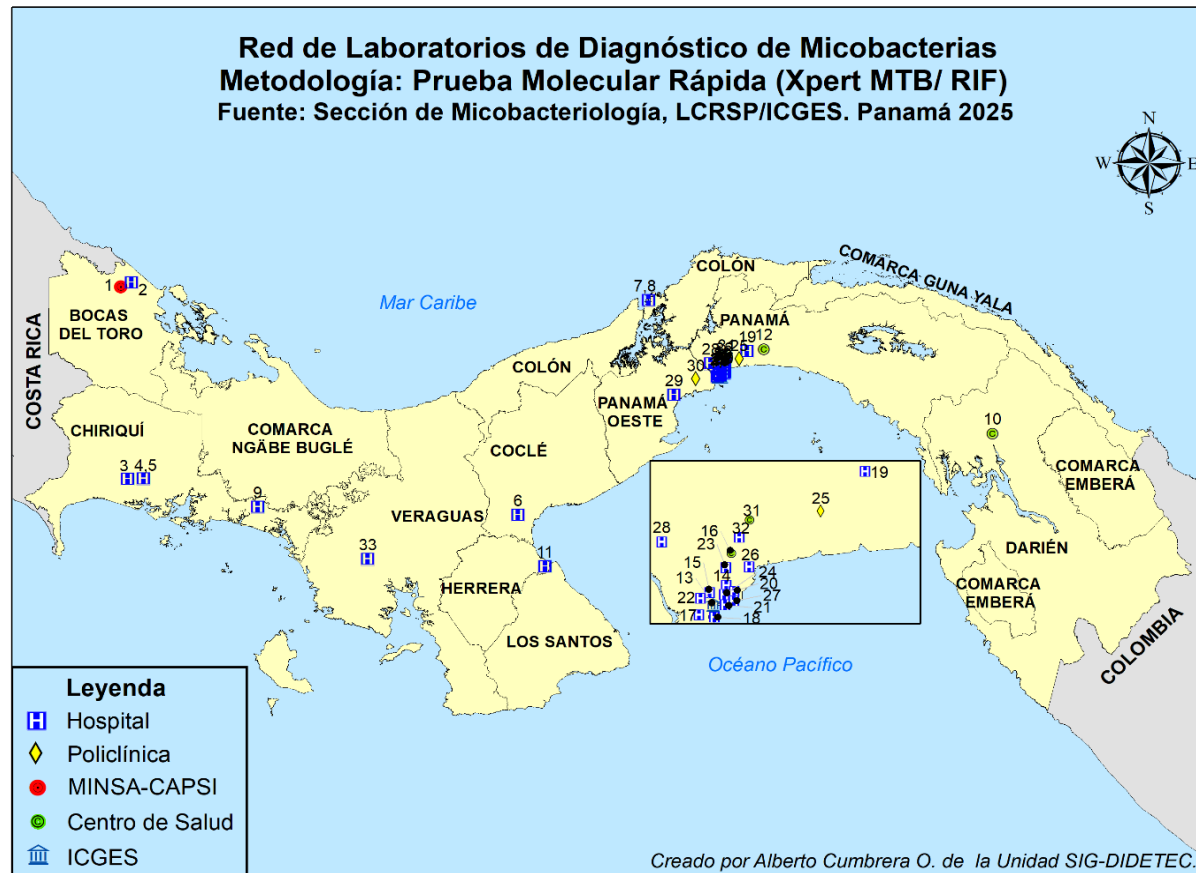 Red de Laboratorios de Diagnóstico de Micobacterias
Metodología: Prueba Molecular Rápida (Xpert MTB/ RIF)
Fuente: Sección de Micobacteriología, LCRSP/ICGES. Panamá 2025
N
W E
S
COSTA RICA
1
2
BOCAS
DEL TORO
Mar Caribe
7,8
COLÓN
COMARCA GUNA YALA
PANAMÁ
19 12
25
28
30
29
COLÓN
PANAMÁ
OESTE
CHIRIQUÍ
COMARCA
NGÄBE BUGLÉ
COCLÉ
3 4,5
9
6
VERAGUAS
33
11
HERRERA
LOS SANTOS
10
COMARCA
EMBERÁ
DARIÉN
COMARCA
EMBERÁ
COLOMBIA
19
25
31
16
32
28
23
26
15
14
24
13
20
22
27
17
21
18
Océano Pacífico
Leyenda
H Hospital
Policlínica
MINSA-CAPSI
© Centro de Salud
ICGES
Creado por Alberto Cumbrera O. de la Unidad SIG-DIDETEC.